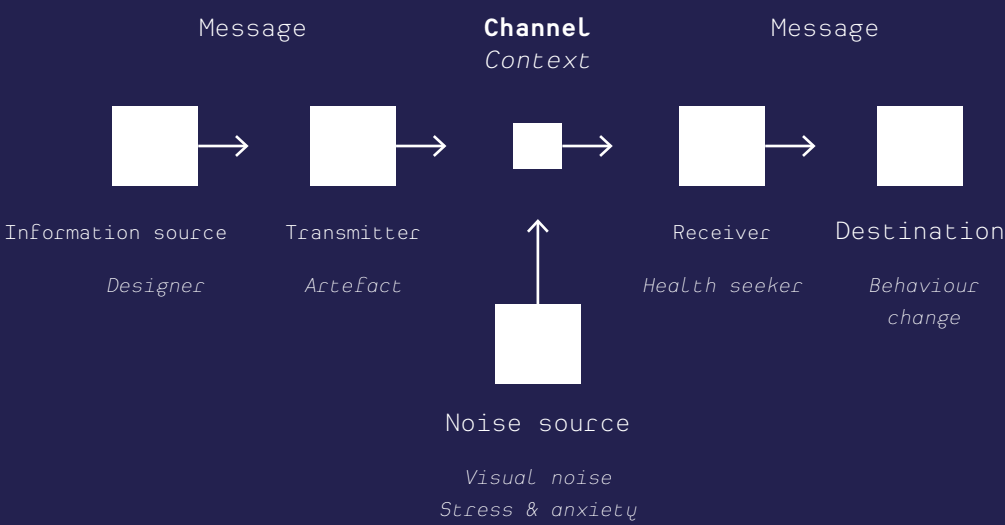 Message
Channel
Message
Context
Information source
Transmitter
Receiver
Destination
Designer
Artefact
Health seeker
Behaviour
change
Noise source
Visual noise
Stress & anxiety